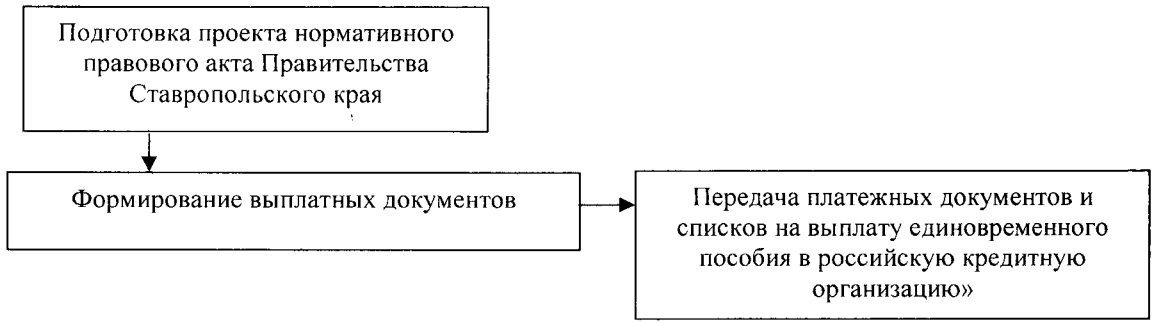 Подготовка проекта нормативного
правового акта Правительства
Ставропольского края
Формирование выплатных документов
Передача платежных документов и
списков на выплату единовременного
пособия в российскую кредитную
организацию»